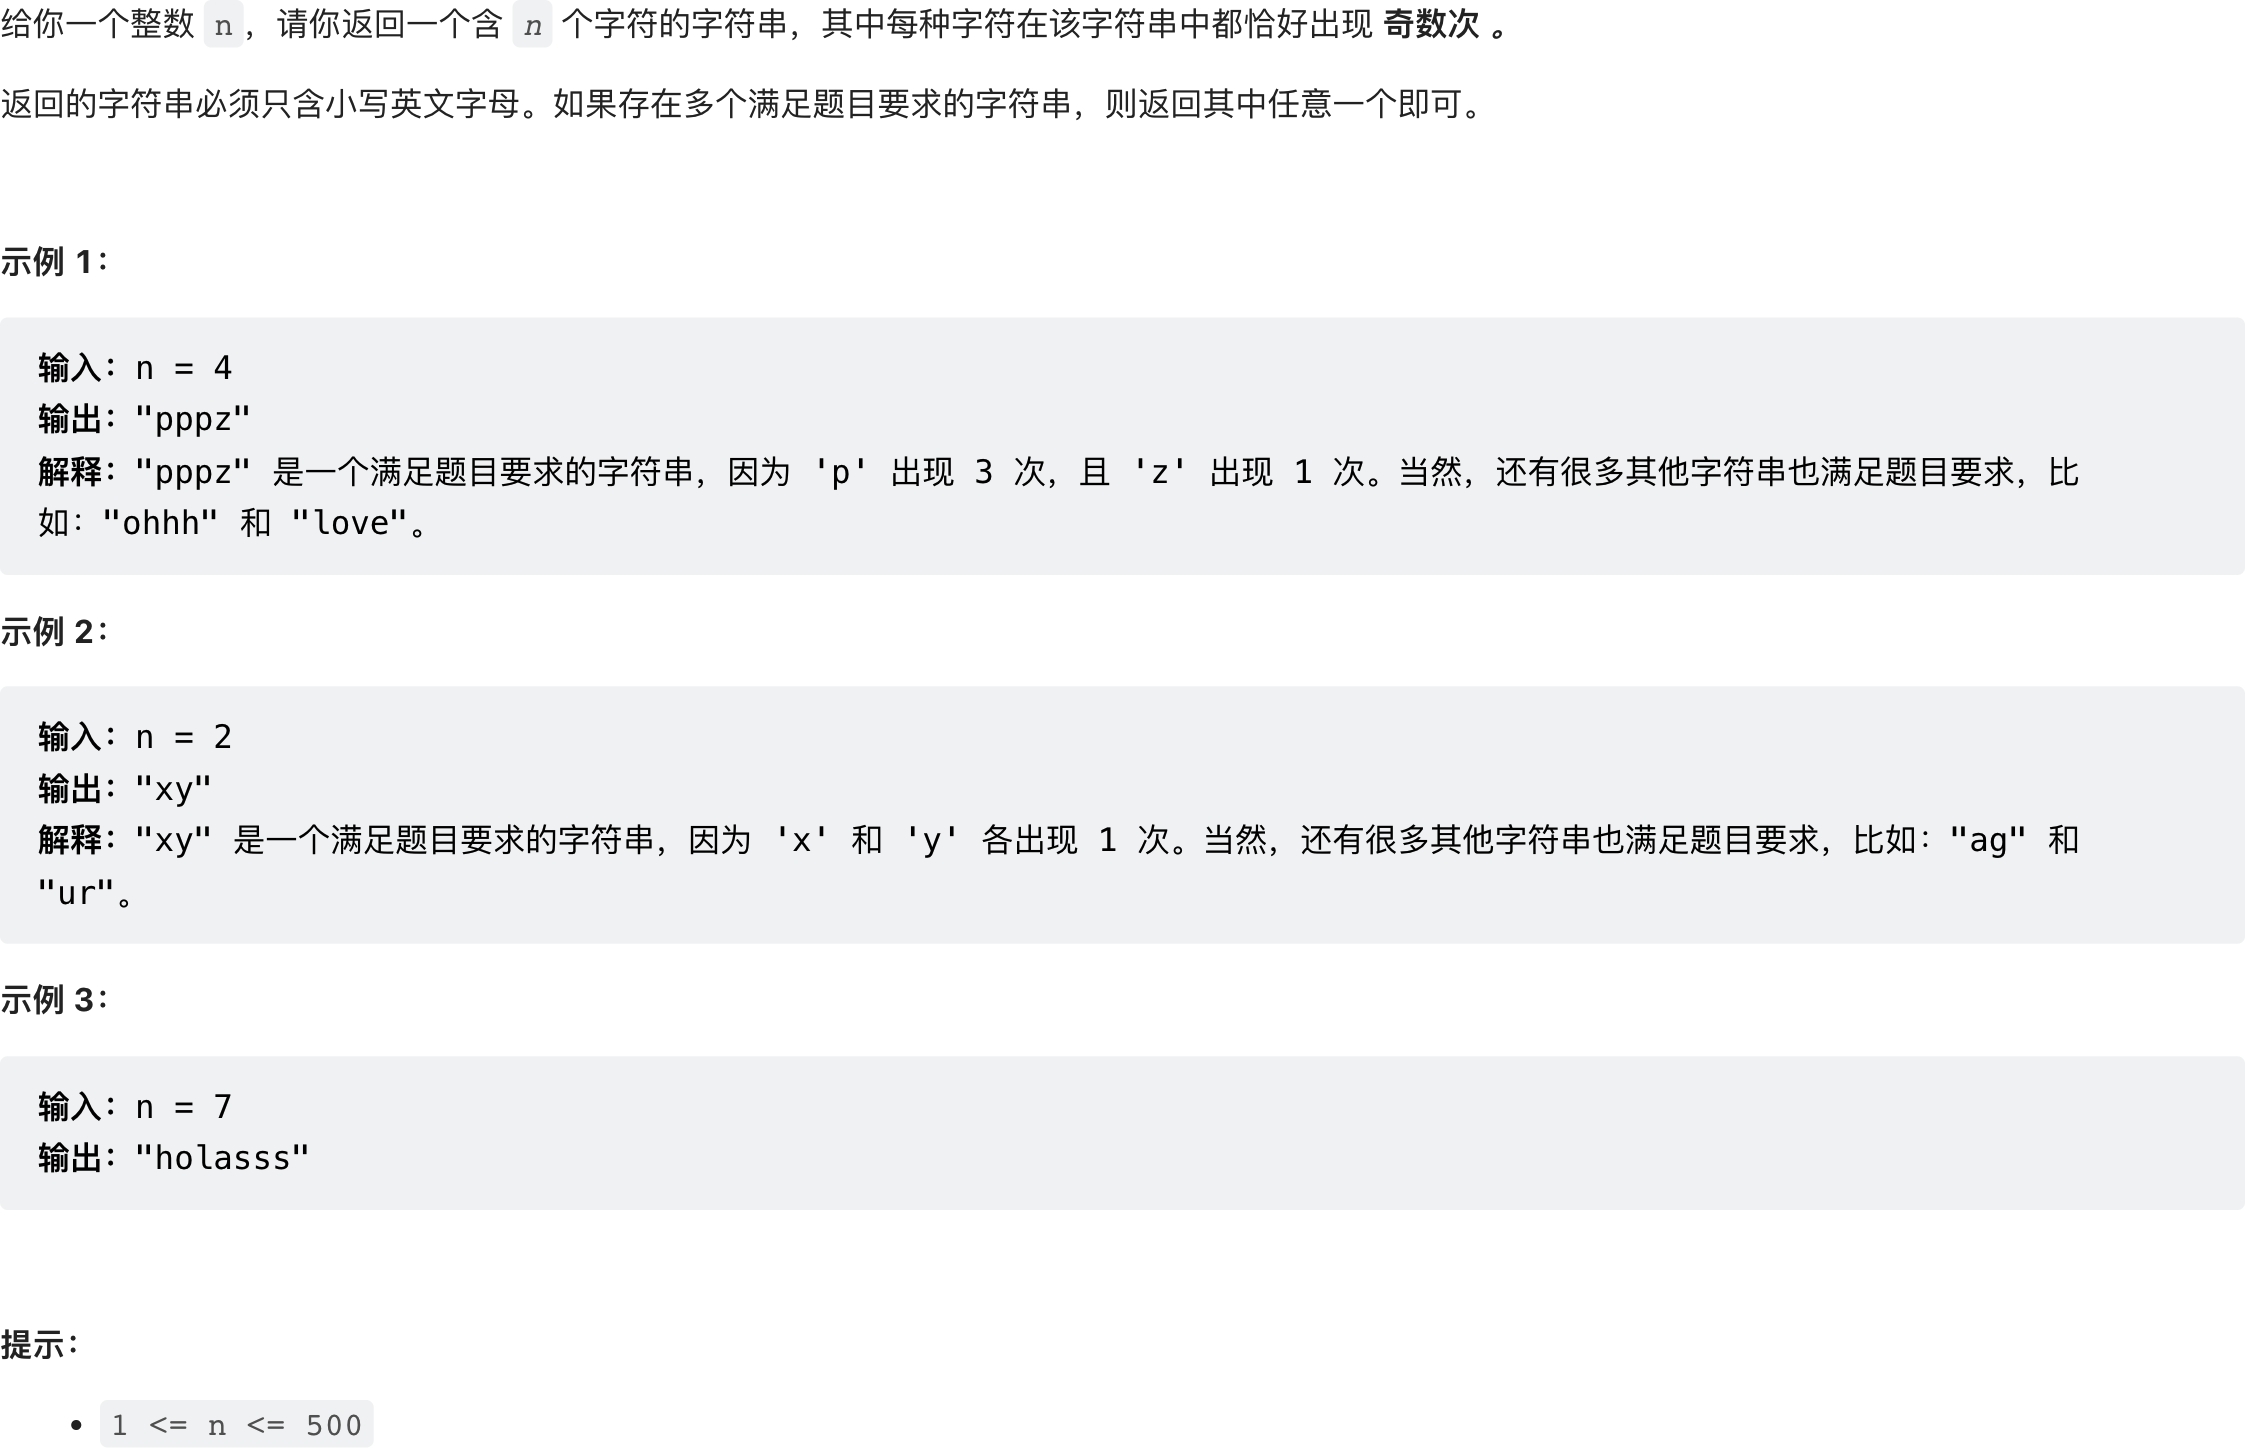 给你一个整数 n，请你返回一个含 n 个字符的字符串，其中每种字符在该字符串中都恰好出现 奇数次 。
返回的字符串必须只含小写英文字母。如果存在多个满足题目要求的字符串，则返回其中任意一个即可。
示例 1：
输入：n = 4
输出："pppz"
解释："pppz" 是一个满足题目要求的字符串，因为 'p' 出现 3 次，且 'z' 出现 1 次。当然，还有很多其他字符串也满足题目要求，比
如："ohhh" 和 "love"。
示例 2：
输入：n = 2
输出："xy"
解释："xy" 是一个满足题目要求的字符串，因为 'x' 和 'y' 各出现 1 次。当然，还有很多其他字符串也满足题目要求，比如："ag" 和
"ur"。
示例 3：
输入：n = 7
输出："holasss"
提示：
• 1 <= n <= 500